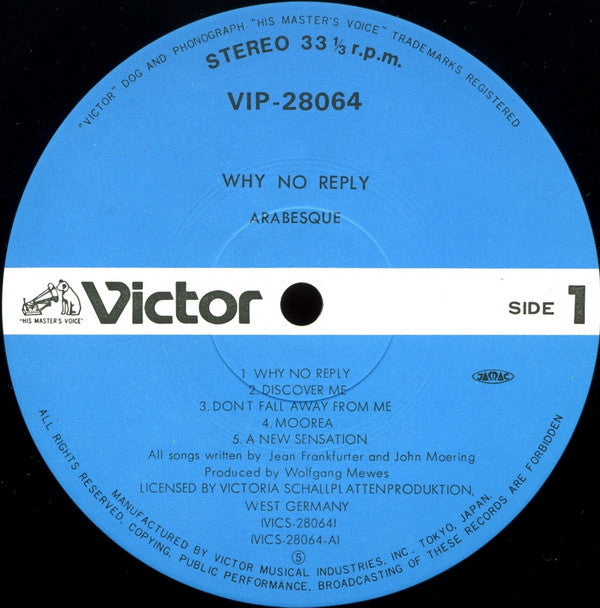 "VICTOR" DOG AND PHONOGRAPH-"HIS MASTER'S VOICE" TRADEMARKS REGISTERED
STEREO 33 ⅓ r.p.m.
VIP-28064
WHY NO REPLY
ARABESQUE
"HIS MASTER'S VOICE"
Victor
SIDE 1
1 WHY NO REPLY
2. DISCOVER ME
3. DON'T FALL AWAY FROM ME
4. MOOREA
5. A NEW SENSATION
JASRAC
All songs written by Jean Frankfurter and John Moering
Produced by Wolfgang Mewes
LICENSED BY VICTORIA SCHALLPLATTENPRODUKTION,
WEST GERMANY
(VICS-28064)
(VICS-28064-A)
⑤
MANUFACTURED BY VICTOR MUSICAL INDUSTRIES, INC., TOKYO, JAPAN.
ALL RIGHTS RESERVED. COPYING, PUBLIC PERFORMANCE, BROADCASTING OF THESE RECORDS ARE FORBIDDEN